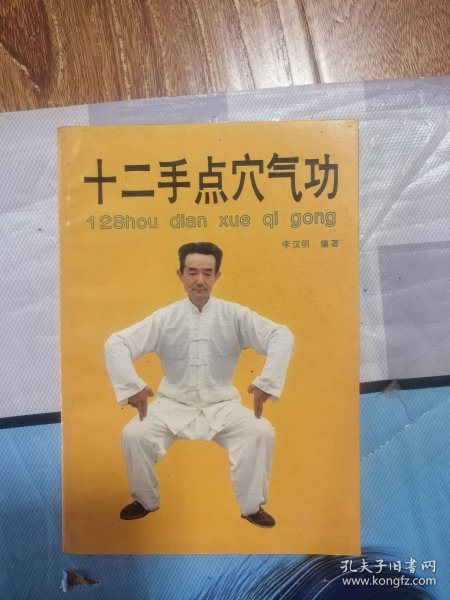 十二手点穴气功
12Shou dian xue qi gong
李汉明 编著
孔夫子旧书网
www.kongfz.com